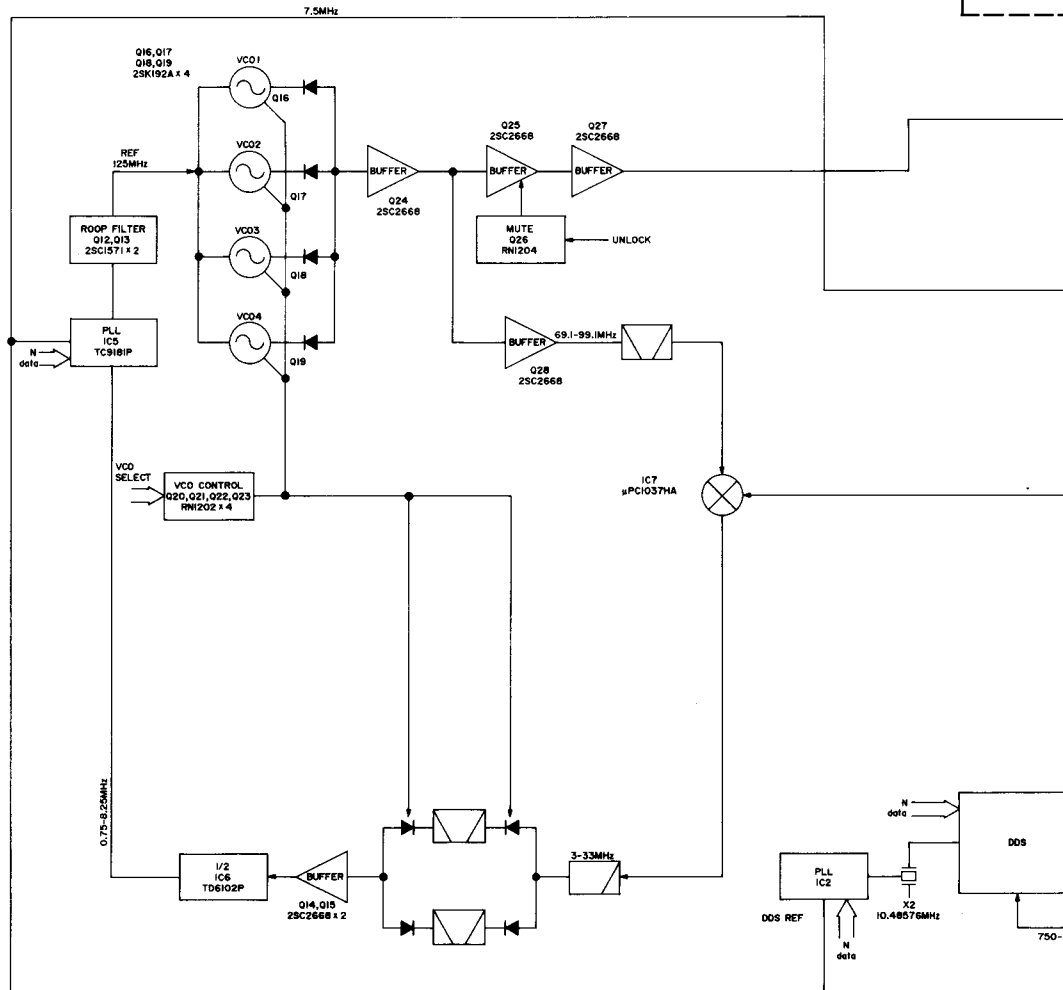 7.5MHz
Q16,Q17
Q18,Q19
2SK192A×4
VCO1
Q16
VCO2
Q17
VCO3
Q18
VCO4
Q19
REF
125MHz
ROOP FILTER
Q12,Q13
2SC1571×2
PLL
IC5
TC9181P
N
data
BUFFER
Q24
2SC2668
Q25
2SC2668
BUFFER
Q27
2SC2668
BUFFER
MUTE
Q26
RN1204
UNLOCK
BUFFER
Q28
2SC2668
69.1-99.1MHz
VCO
SELECT
VCO CONTROL
Q20,Q21,Q22,Q23
RN1202×4
IC7
μPC1037HA
0.75-8.25MHz
1/2
IC6
TD6102P
BUFFER
Q14,Q15
2SC2668×2
3-33MHz
PLL
IC2
DDS REF
N
data
X2
10.48576MHz
N
data
DDS
750-